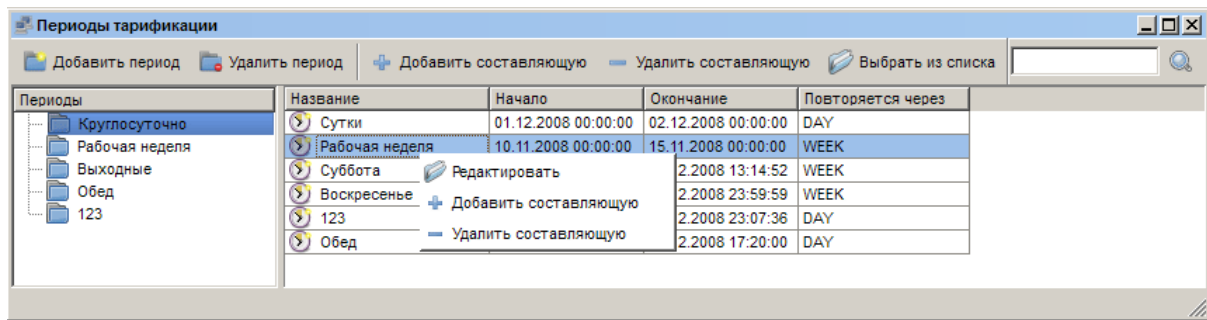 Периоды тарификации
Добавить период Удалить период Добавить составляющую Удалить составляющую Выбрать из списка
Периоды Название Начало Окончание Повторяется через
Круглосуточно Сутки 01.12.2008 00:00:00 02.12.2008 00:00:00 DAY
Рабочая неделя Рабочая неделя 10.11.2008 00:00:00 15.11.2008 00:00:00 WEEK
Выходные Суббота Редактировать 2.2008 13:14:52 WEEK
Обед Воскресенье Добавить составляющую 2.2008 23:59:59 WEEK
123 123 2.2008 23:07:36 DAY
Обед Удалить составляющую 2.2008 17:20:00 DAY